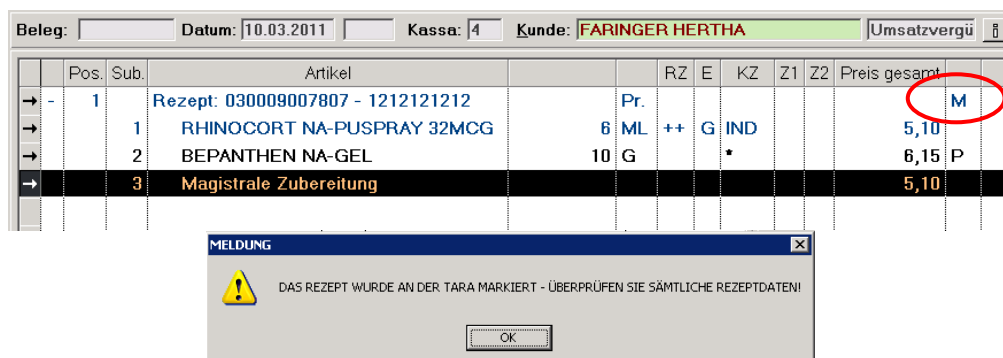 Beleg: Datum: 10.03.2011 Kassa: 4 Kunde: FARINGER HERTHA Umsatzvergü
Pos. Sub. Artikel RZ E KZ Z1 Z2 Preis gesamt
→ - 1 Rezept: 030009007807 - 1212121212 Pr. M
→ 1 RHINOCORT NA-PUSPRAY 32MCG 6 ML ++ G IND 5,10
→ 2 BEPANTHEN NA-GEL 10 G * 6,15 P
→ 3 Magistrale Zubereitung 5,10
MELDUNG
DAS REZEPT WURDE AN DER TARA MARKIERT - ÜBERPRÜFEN SIE SÄMTLICHE REZEPTDATEN!
OK